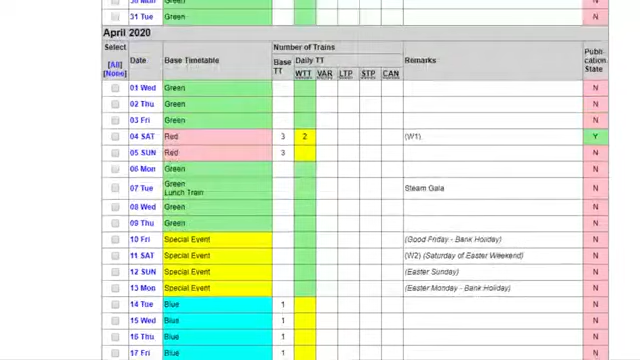 30 Mon Green N
31 Tue Green N
April 2020
Select Number of Trains
[All]
[None] Date Base Timetable Base TT Daily TT Remarks Publi-cation State
WTT VAR LTP STP CAN
01 Wed Green N
02 Thu Green N
03 Fri Green N
04 SAT Red 3 2 (W1) Y
05 SUN Red 3 N
06 Mon Green N
07 Tue Green Steam Gala N
Lunch Train
08 Wed Green N
09 Thu Green N
10 Fri Special Event (Good Friday - Bank Holiday) N
11 SAT Special Event (W2) (Saturday of Easter Weekend) N
12 SUN Special Event (Easter Sunday) N
13 Mon Special Event (Easter Monday - Bank Holiday) N
14 Tue Blue 1 N
15 Wed Blue 1 N
16 Thu Blue 1 N
17 Fri Blue 1 N